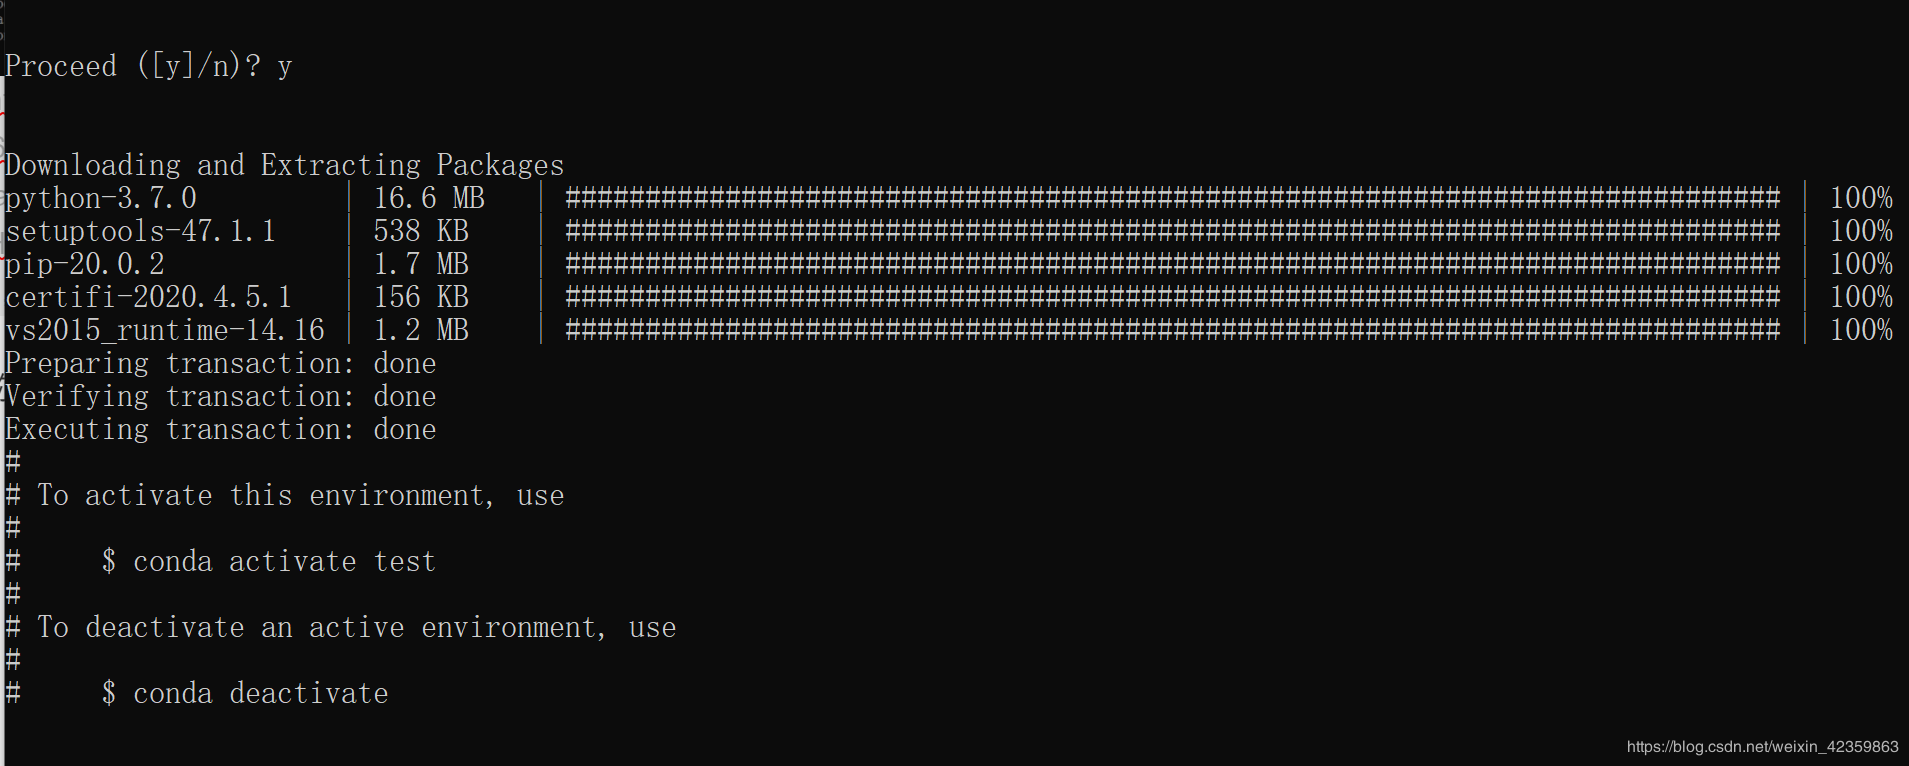 Proceed ([y]/n)? y
Downloading and Extracting Packages
python-3.7.0 | 16.6 MB | ############################################################################ | 100%
setuptools-47.1.1 | 538 KB | ############################################################################ | 100%
pip-20.0.2 | 1.7 MB | ############################################################################ | 100%
certifi-2020.4.5.1 | 156 KB | ############################################################################ | 100%
vs2015_runtime-14.16 | 1.2 MB | ############################################################################ | 100%
Preparing transaction: done
Verifying transaction: done
Executing transaction: done
#
# To activate this environment, use
#
#     $ conda activate test
#
# To deactivate an active environment, use
#
#     $ conda deactivate
https://blog.csdn.net/weixin_42359863